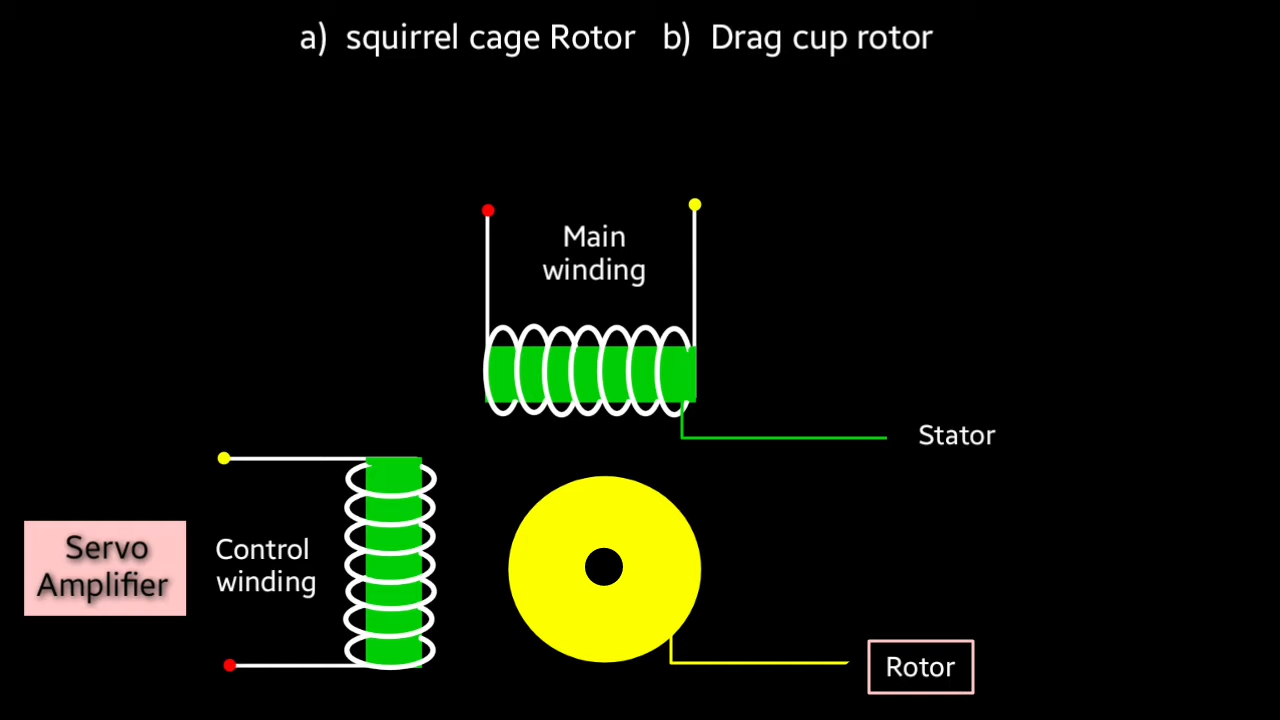 a) squirrel cage Rotor b) Drag cup rotor
Main
winding
Stator
Servo
Amplifier
Control
winding
Rotor